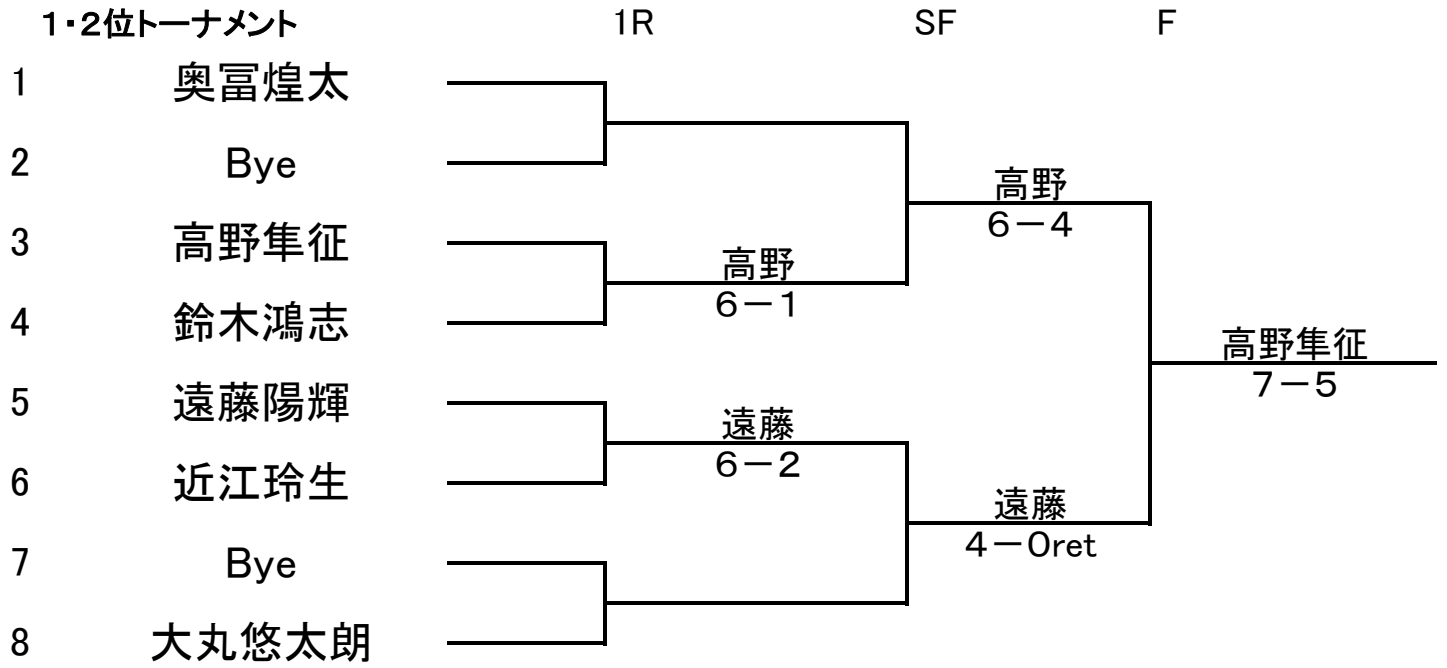 1・2位トーナメント 1R SF F
1 奥冨煌太
2 Bye
高野
6－4
3 高野隼征
高野
6－1
4 鈴木鴻志
高野隼征
7－5
5 遠藤陽輝
遠藤
6－2
6 近江玲生
遠藤
4－0ret
7 Bye
8 大丸悠太朗